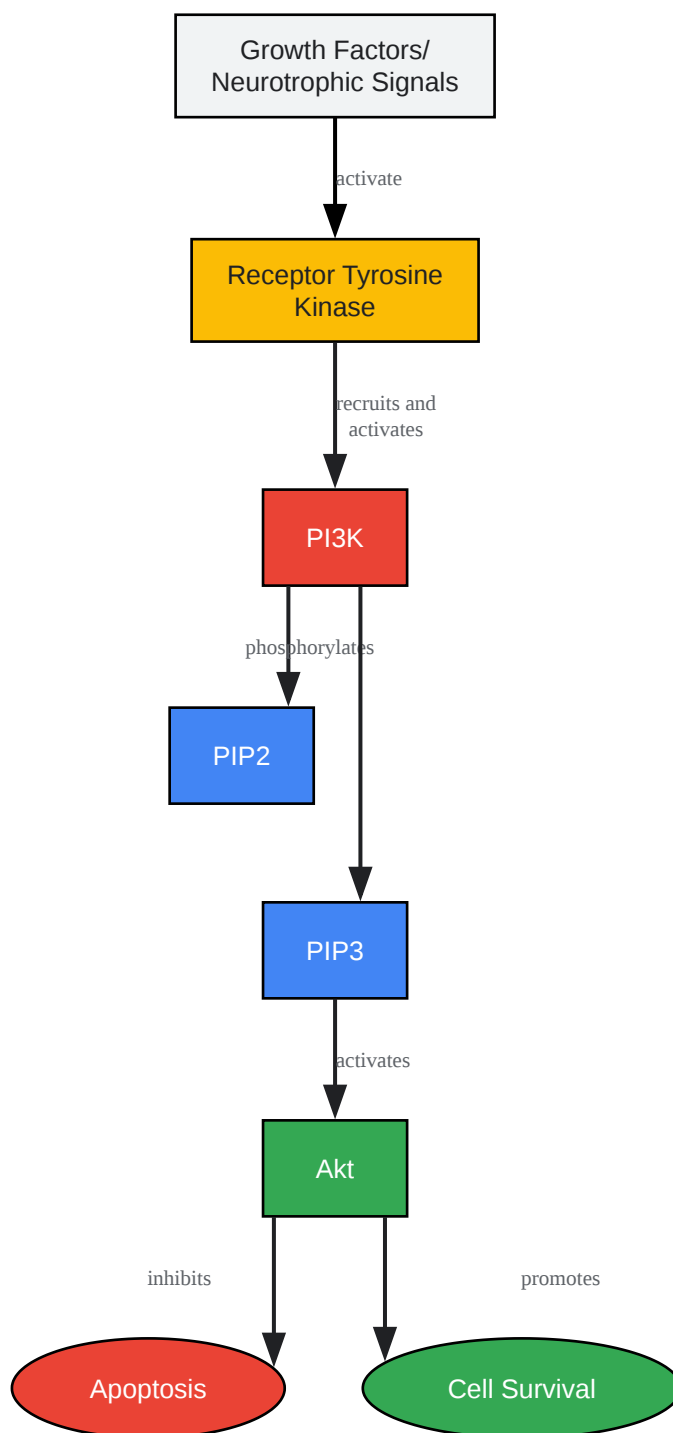 Growth Factors/
Neurotrophic Signals
activate
Receptor Tyrosine
Kinase
recruits and
activates
PI3K
phosphorylates
PIP2
PIP3
activates
Akt
inhibits
promotes
Apoptosis
Cell Survival